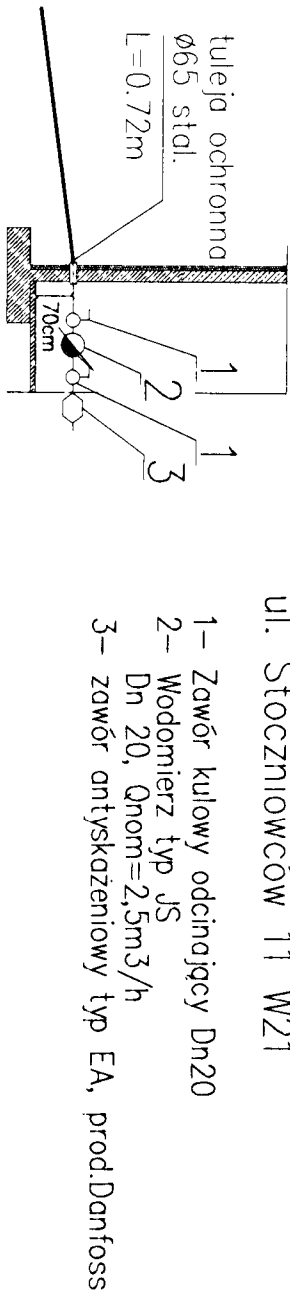 tuleja ochronna
ø65 stal.
L=0.72m
70cm
1
2
1
3
ul. Stoczniowców 11 W21
1– Zawór kulowy odcinający Dn20
2– Wodomierz typ JS
Dn 20, Qnom=2,5m3/h
3– zawór antyskażeniowy typ EA, prod.Danfoss